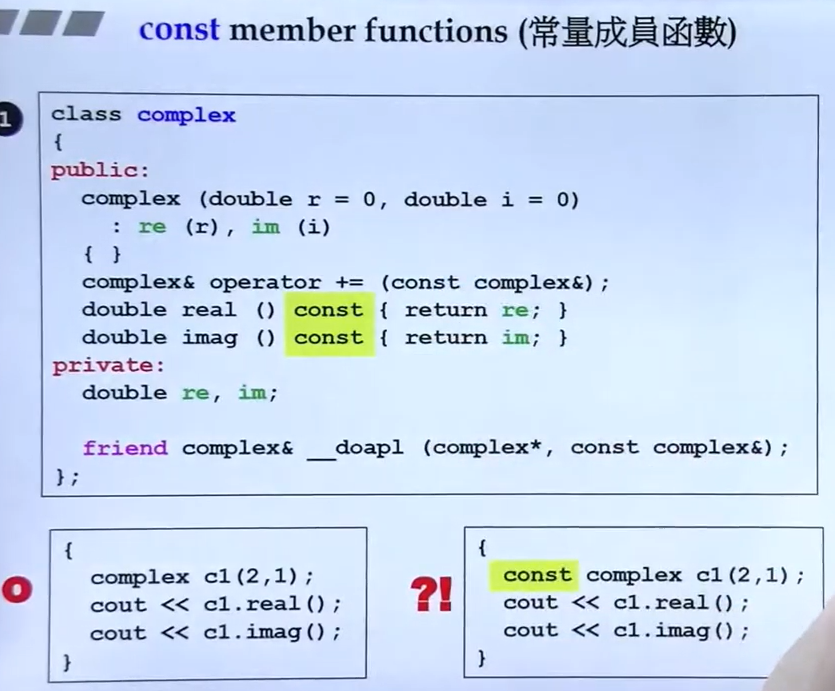 const member functions (常量成員函數)
1
class complex
{
public:
complex (double r = 0, double i = 0)
: re (r), im (i)
{ }
complex& operator += (const complex&);
double real () const { return re; }
double imag () const { return im; }
private:
double re, im;
friend complex& __doapl (complex*, const complex&);
};
{
complex c1(2,1);
cout << c1.real();
cout << c1.imag();
}
o
?!
{
const complex c1(2,1);
cout << c1.real();
cout << c1.imag();
}